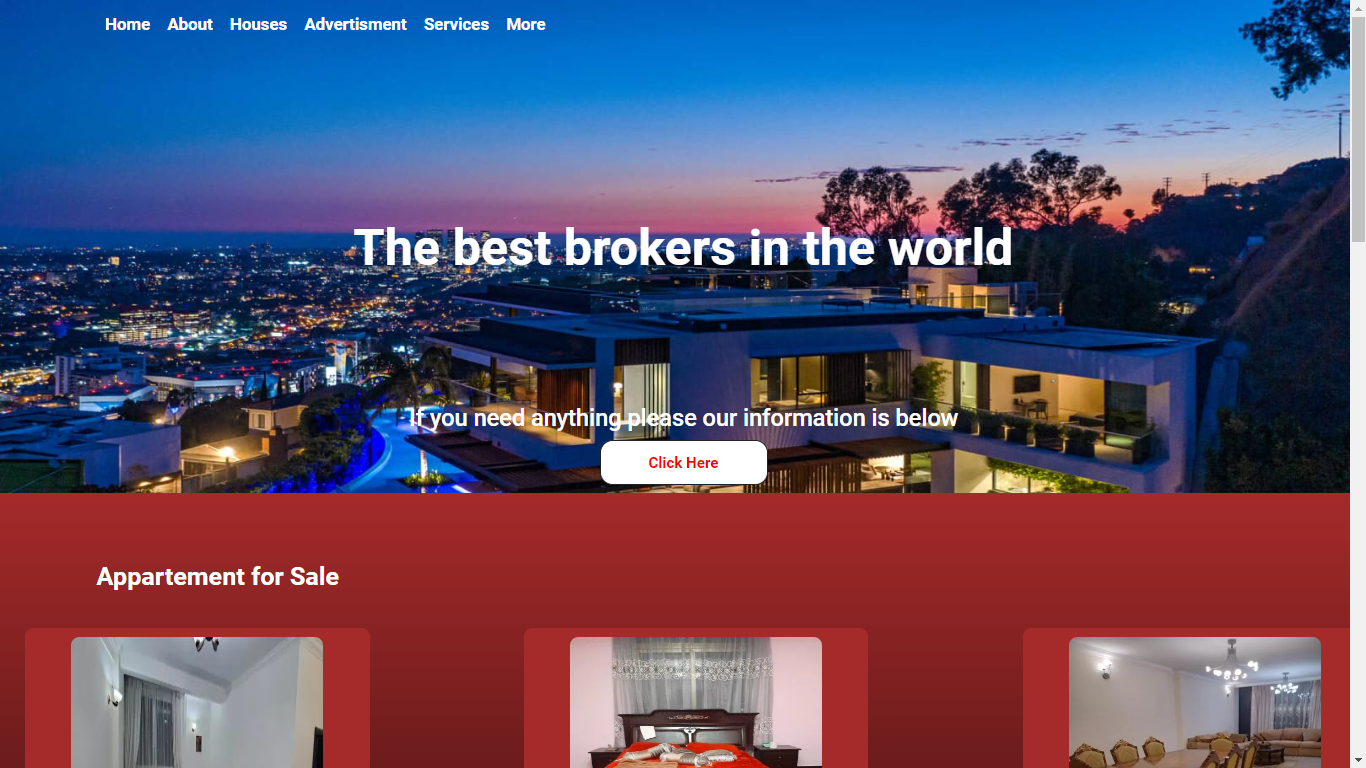 Home About Houses Advertisment Services More
The best brokers in the world
If you need anything please our information is below
Click Here
Appartement for Sale